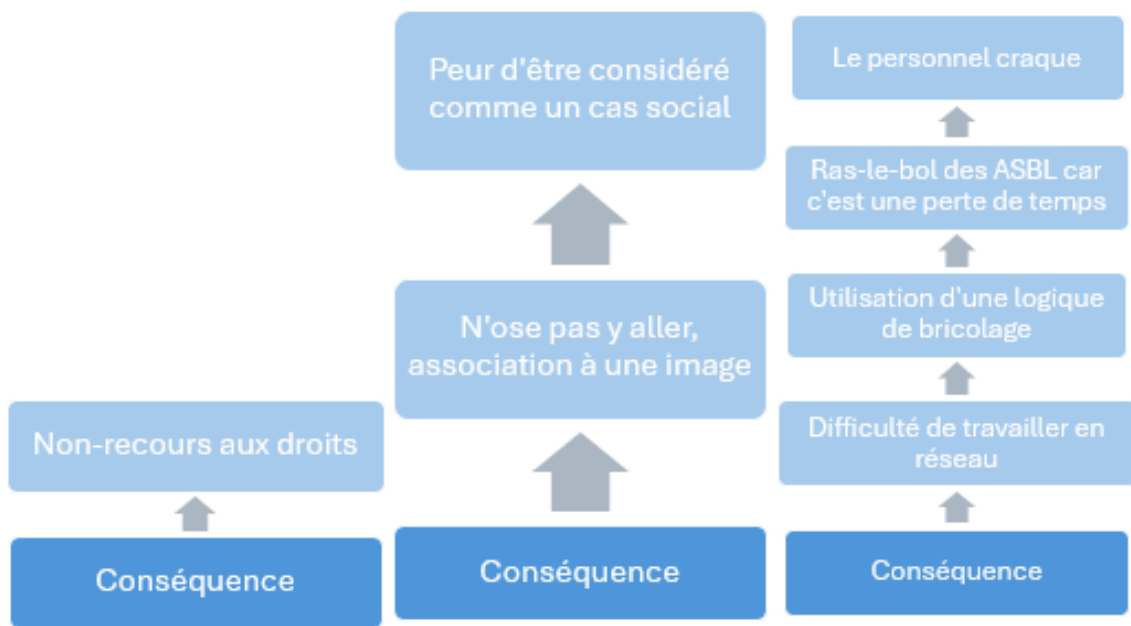 Peur d'être considéré
comme un cas social
Le personnel craque
Ras-le-bol des ASBL car
c'est une perte de temps
N'ose pas y aller,
association à une image
Utilisation d'une logique
de bricolage
Non-recours aux droits
Difficulté de travailler en
réseau
Conséquence
Conséquence
Conséquence